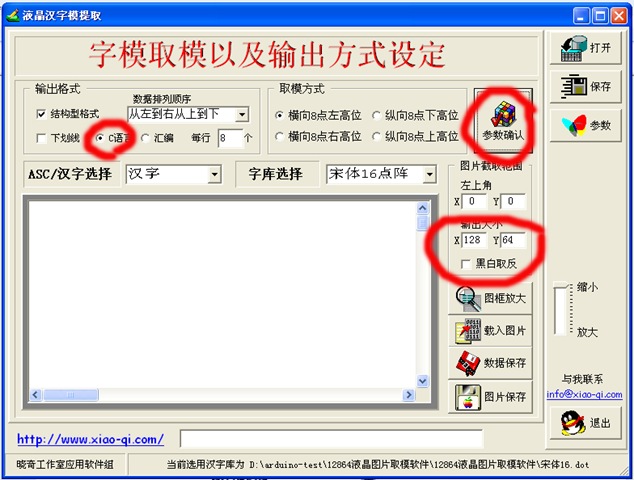 液晶汉字模提取
字模取模以及输出方式设定
打开
保存
参数
输出格式
数据排列顺序
结构型格式 从左到右从上到下
下划线 C语言 汇编 每行 8 个
取模方式
横向8点左高位 纵向8点下高位
横向8点右高位 纵向8点上高位
参数确认
ASC/汉字选择 汉字 字库选择 宋体16点阵
图片截取范围
左上角
X 0 Y 0
输出大小
X 128 Y 64
黑白取反
图框放大
载入图片
数据保存
图片保存
缩小
放大
与我联系
info@xiao-qi.com
退出
http://www.xiao-qi.com/
晓奇工作室应用软件组 当前选用汉字库为 D:\arduino-test\12864液晶图片取模软件\12864液晶图片取模软件\宋体16.dot